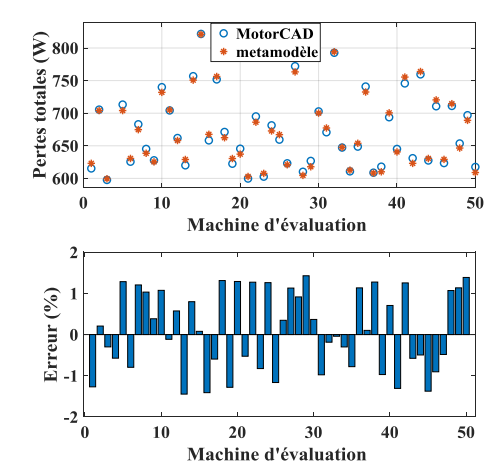 MotorCAD
metamodèle
Pertes totales (W)
800
750
700
650
600
0 10 20 30 40 50
Machine d'évaluation
Erreur (%)
2
1
0
-1
-2
0 10 20 30 40 50
Machine d'évaluation